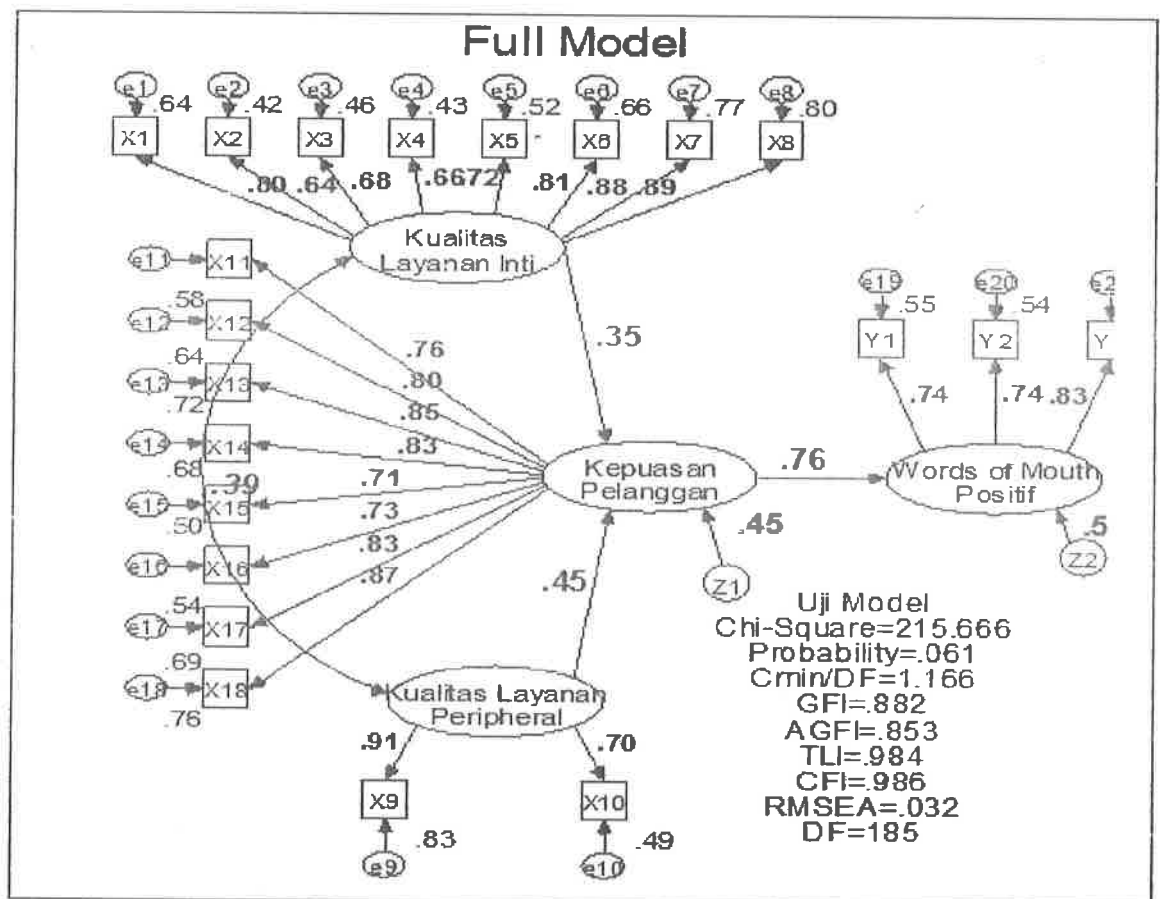 Full Model
e1 e2 e3 e4 e5 e6 e7 e8
.64 .42 .46 .43 .52 .66 .77 .80
X1 X2 X3 X4 X5 X6 X7 X8
.80 .64 .68 .66 .72 .81 .88 .89
Kualitas
Layanan Inti
e11 X11
.58
e12 X12
.64
e13 X13
.72
e14 X14
.68
.39
e15 X15
.50
e16 X16
.54
e17 X17
.69
e18 X18
.76
.76
.80
.85
.83
.71
.73
.83
.87
.35
Kepuasan
Pelanggan
.45
Z1
.45
.76
e19 e20 e2
.55 .54
Y1 Y2 Y
.74 .74 .83
Words of Mouth
Positif
.5
Z2
Kualitas Layanan
Peripheral
.91 .70
X9 X10
.83 .49
e9 e10
Uji Model
Chi-Square=215.666
Probability=.061
Cmin/DF=1.166
GFI=.882
AGFI=.853
TLI=.984
CFI=.986
RMSEA=.032
DF=185